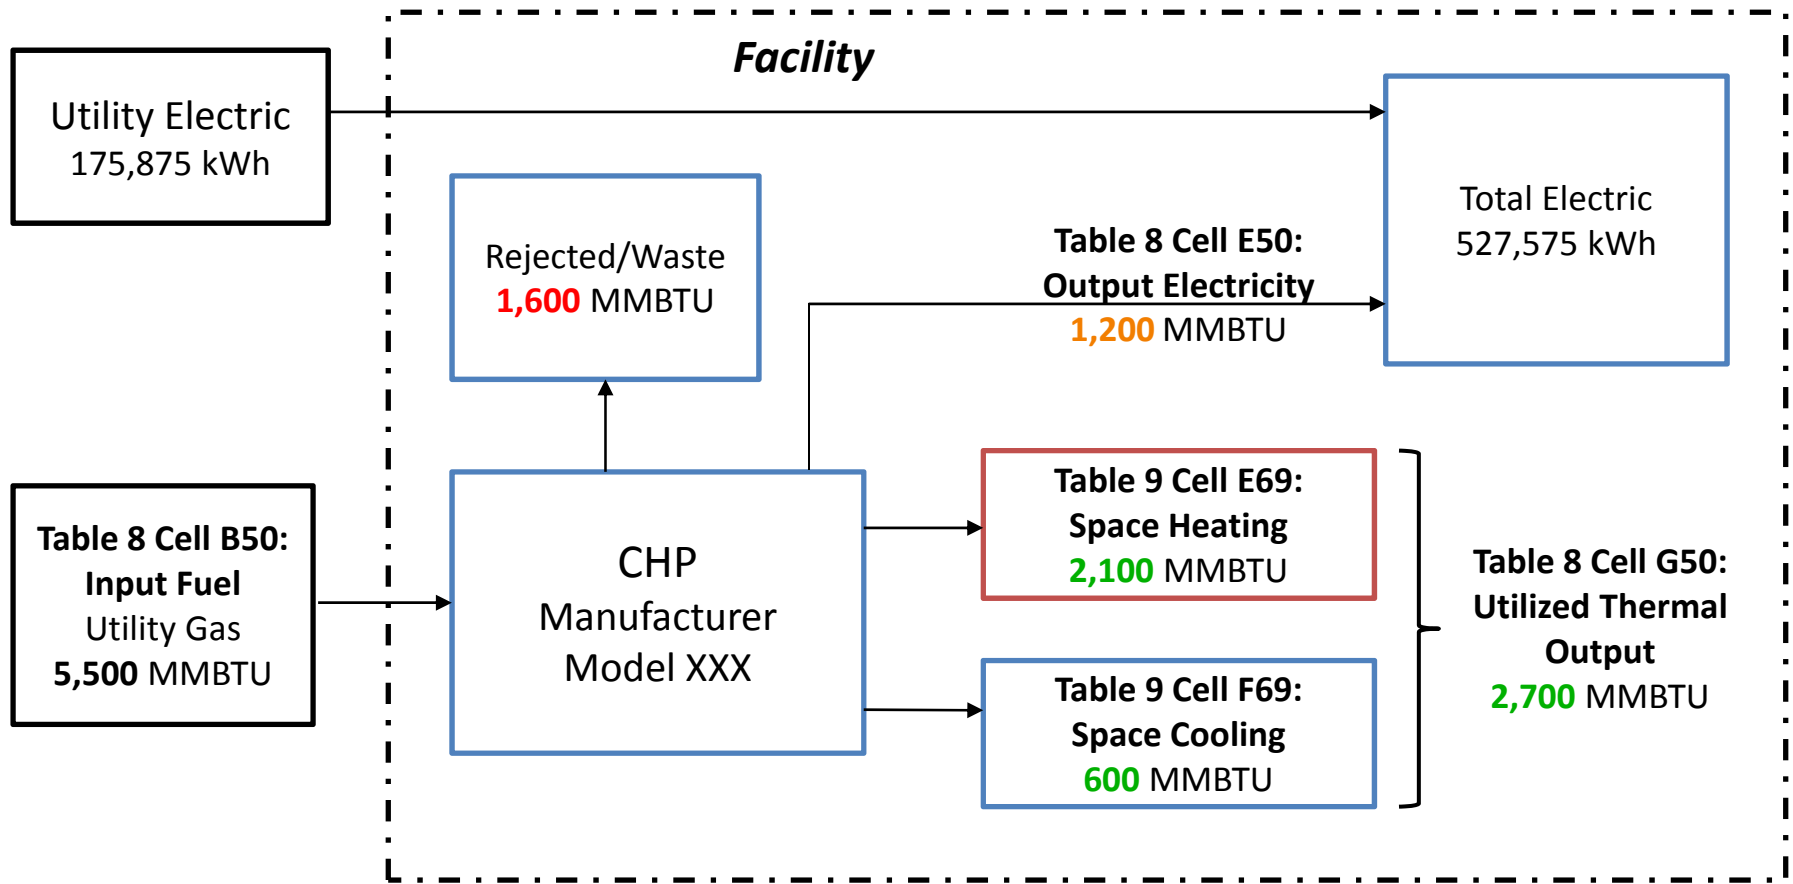 Facility
Utility Electric
175,875 kWh
Rejected/Waste
1,600 MMBTU
Table 8 Cell E50:
Output Electricity
1,200 MMBTU
Total Electric
527,575 kWh
Table 8 Cell B50:
Input Fuel
Utility Gas
5,500 MMBTU
CHP
Manufacturer
Model XXX
Table 9 Cell E69:
Space Heating
2,100 MMBTU
Table 9 Cell F69:
Space Cooling
600 MMBTU
Table 8 Cell G50:
Utilized Thermal
Output
2,700 MMBTU